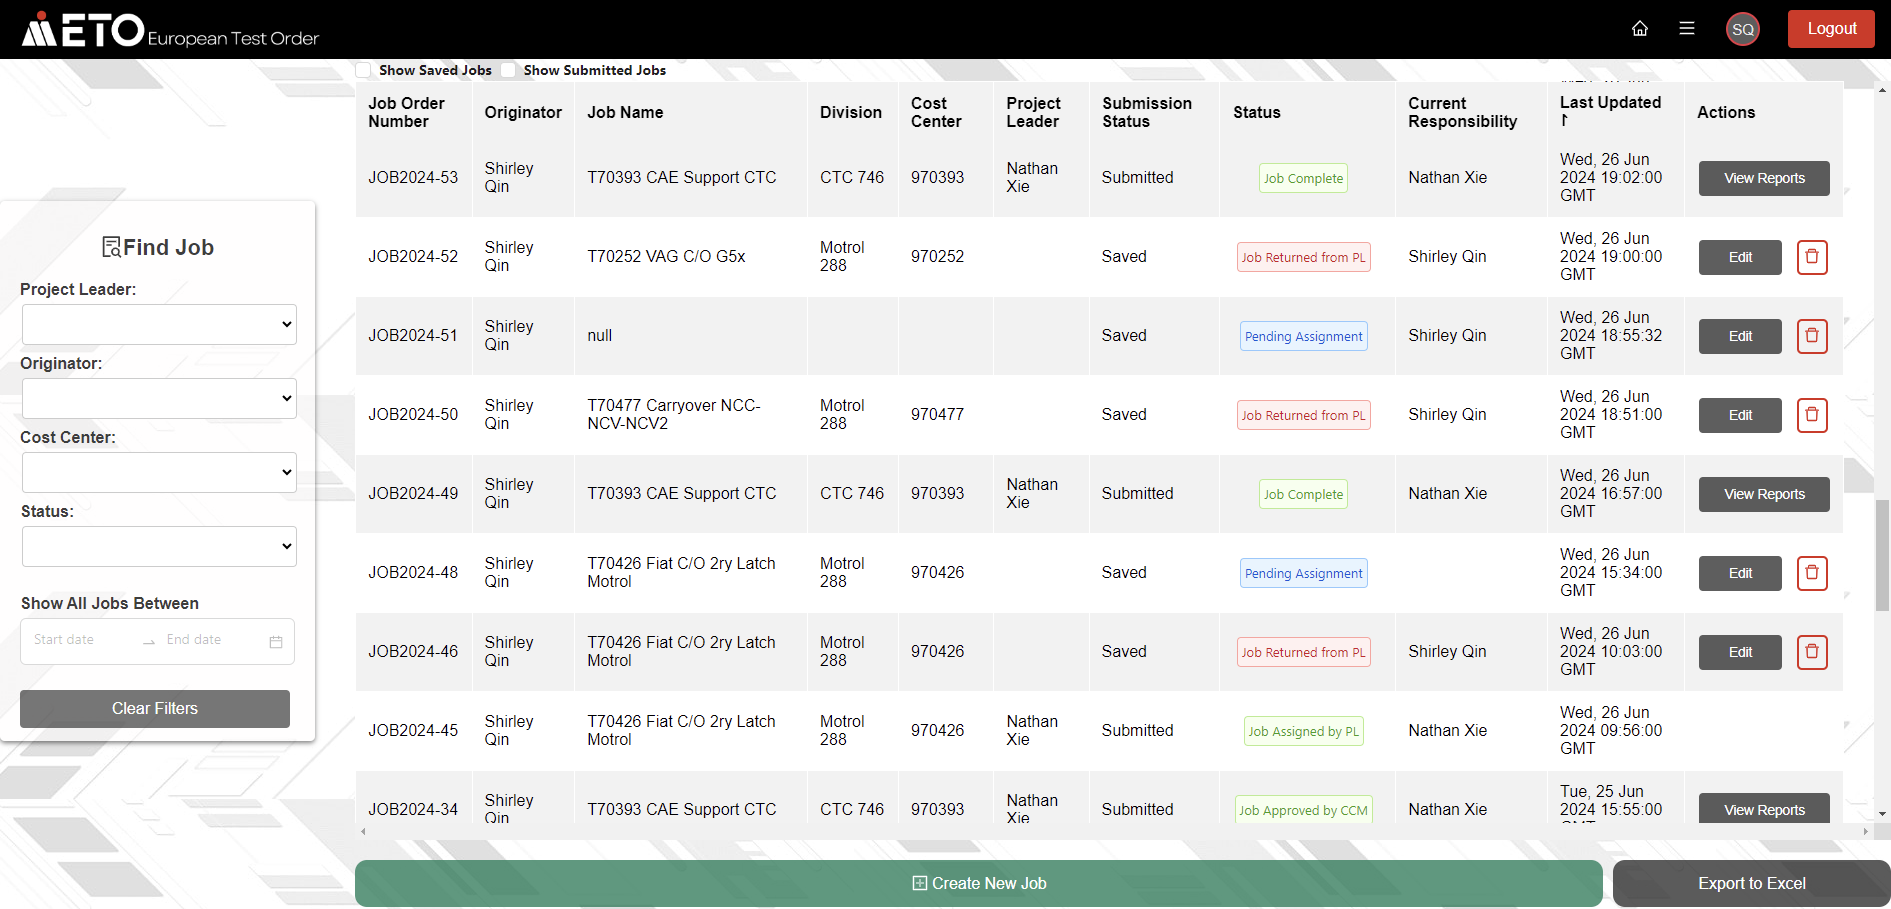 METO European Test Order
SQ
Logout
Show Saved Jobs
Show Submitted Jobs
Find Job
Project Leader:
Originator:
Cost Center:
Status:
Show All Jobs Between
Start date
End date
Clear Filters
Job Order Number
Originator
Job Name
Division
Cost Center
Project Leader
Submission Status
Status
Current Responsibility
Last Updated ↾
Actions
JOB2024-53
Shirley Qin
T70393 CAE Support CTC
CTC 746
970393
Nathan Xie
Submitted
Job Complete
Nathan Xie
Wed, 26 Jun 2024 19:02:00 GMT
View Reports
JOB2024-52
Shirley Qin
T70252 VAG C/O G5x
Motrol 288
970252
Saved
Job Returned from PL
Shirley Qin
Wed, 26 Jun 2024 19:00:00 GMT
Edit
JOB2024-51
Shirley Qin
null
Saved
Pending Assignment
Shirley Qin
Wed, 26 Jun 2024 18:55:32 GMT
Edit
JOB2024-50
Shirley Qin
T70477 Carryover NCC-NCV-NCV2
Motrol 288
970477
Saved
Job Returned from PL
Shirley Qin
Wed, 26 Jun 2024 18:51:00 GMT
Edit
JOB2024-49
Shirley Qin
T70393 CAE Support CTC
CTC 746
970393
Nathan Xie
Submitted
Job Complete
Nathan Xie
Wed, 26 Jun 2024 16:57:00 GMT
View Reports
JOB2024-48
Shirley Qin
T70426 Fiat C/O 2ry Latch Motrol
Motrol 288
970426
Saved
Pending Assignment
Wed, 26 Jun 2024 15:34:00 GMT
Edit
JOB2024-46
Shirley Qin
T70426 Fiat C/O 2ry Latch Motrol
Motrol 288
970426
Saved
Job Returned from PL
Shirley Qin
Wed, 26 Jun 2024 10:03:00 GMT
Edit
JOB2024-45
Shirley Qin
T70426 Fiat C/O 2ry Latch Motrol
Motrol 288
970426
Nathan Xie
Submitted
Job Assigned by PL
Nathan Xie
Wed, 26 Jun 2024 09:56:00 GMT
JOB2024-34
Shirley Qin
T70393 CAE Support CTC
CTC 746
970393
Nathan Xie
Submitted
Job Approved by CCM
Nathan Xie
Tue, 25 Jun 2024 15:55:00
View Reports
Create New Job
Export to Excel